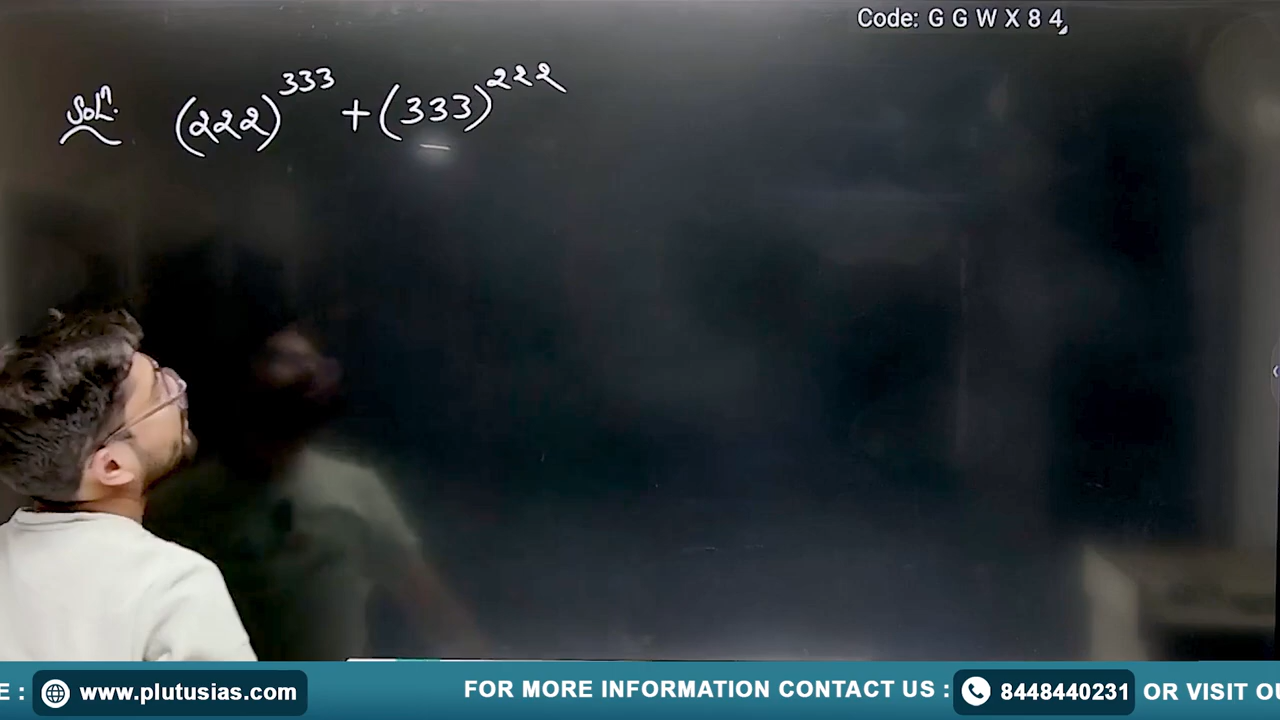 Code: G G W X 8 4
Solⁿ. (222)^333 + (333)^222
E : www.plutusias.com FOR MORE INFORMATION CONTACT US : 8448440231 OR VISIT OU